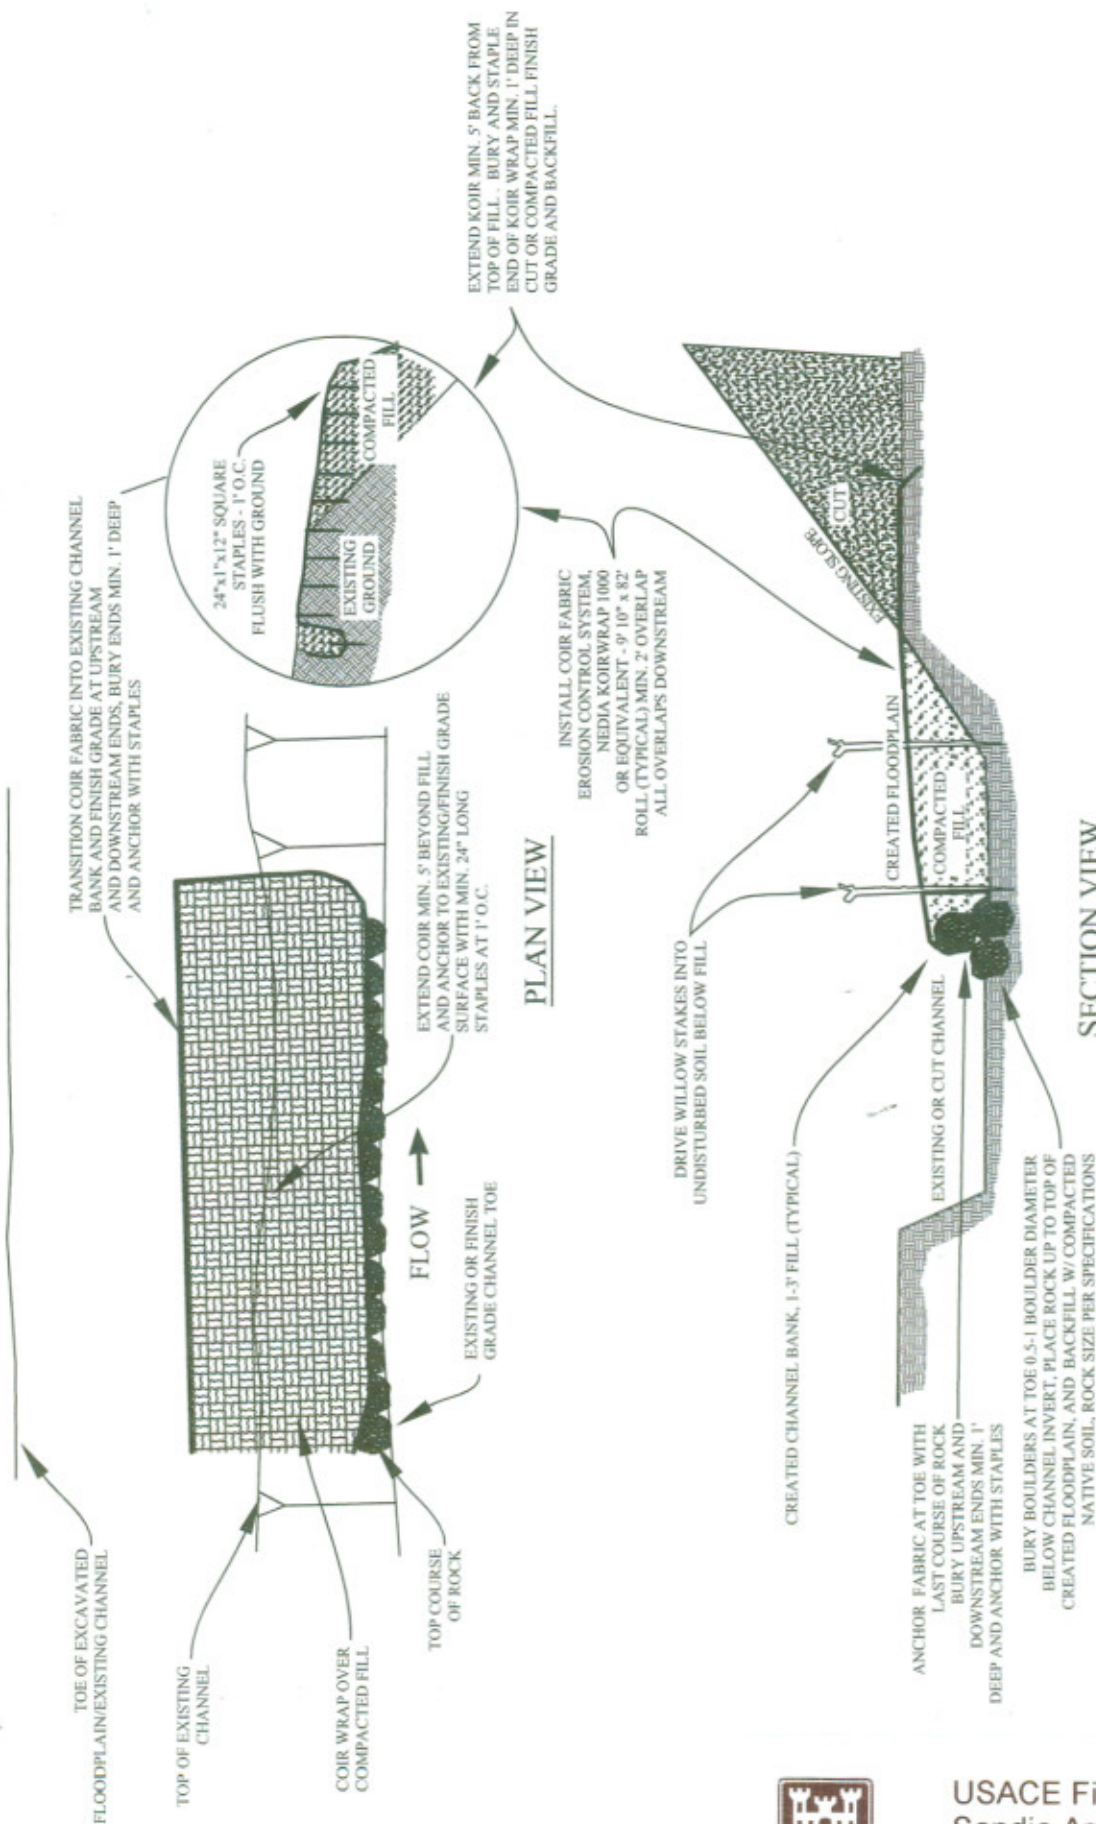 TOE OF EXCAVATED
FLOODPLAIN/EXISTING CHANNEL
TOP OF EXISTING
CHANNEL
COIR WRAP OVER
COMPACTED FILL
TOP COURSE
OF ROCK
EXISTING OR FINISH
GRADE CHANNEL TOE
FLOW
EXTEND COIR MIN. 5' BEYOND FILL
AND ANCHOR TO EXISTING/FINISH GRADE
SURFACE WITH MIN. 24" LONG
STAPLES AT 1' O.C.
TRANSITION COIR FABRIC INTO EXISTING CHANNEL
BANK AND FINISH GRADE AT UPSTREAM
AND DOWNSTREAM ENDS, BURY ENDS MIN. 1' DEEP
AND ANCHOR WITH STAPLES
24"x1"x12" SQUARE
STAPLES - 1' O.C.
FLUSH WITH GROUND
EXISTING
GROUND
COMPACTED
FILL
EXTEND KOIR MIN. 5' BACK FROM
TOP OF FILL . BURY AND STAPLE
END OF KOIR WRAP MIN. 1' DEEP IN
CUT OR COMPACTED FILL FINISH
GRADE AND BACKFILL.
PLAN VIEW
INSTALL COIR FABRIC
EROSION CONTROL SYSTEM,
NEDIA KOIRWRAP 1000
OR EQUIVALENT - 9' 10" x 82'
ROLL (TYPICAL) MIN. 2' OVERLAP
ALL OVERLAPS DOWNSTREAM
DRIVE WILLOW STAKES INTO
UNDISTURBED SOIL BELOW FILL
CREATED CHANNEL BANK, 1-3' FILL (TYPICAL)
EXISTING OR CUT CHANNEL
CREATED FLOODPLAIN
COMPACTED
FILL
EXISTING SLOPE
CUT
ANCHOR FABRIC AT TOE WITH
LAST COURSE OF ROCK
BURY UPSTREAM AND
DOWNSTREAM ENDS MIN. 1'
DEEP AND ANCHOR WITH STAPLES
BURY BOULDERS AT TOE 0.5-1 BOULDER DIAMETER
BELOW CHANNEL INVERT, PLACE ROCK UP TO TOP OF
CREATED FLOODPLAIN, AND BACKFILL W/ COMPACTED
NATIVE SOIL, ROCK SIZE PER SPECIFICATIONS
SECTION VIEW
USACE